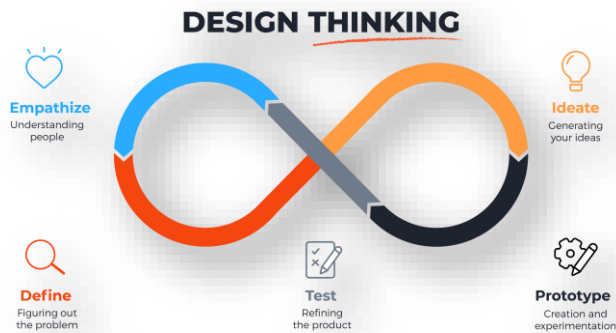 DESIGN THINKING
Empathize
Understanding
people
Ideate
Generating
your ideas
Define
Figuring out
the problem
Test
Refining
the product
Prototype
Creation and
experimentation